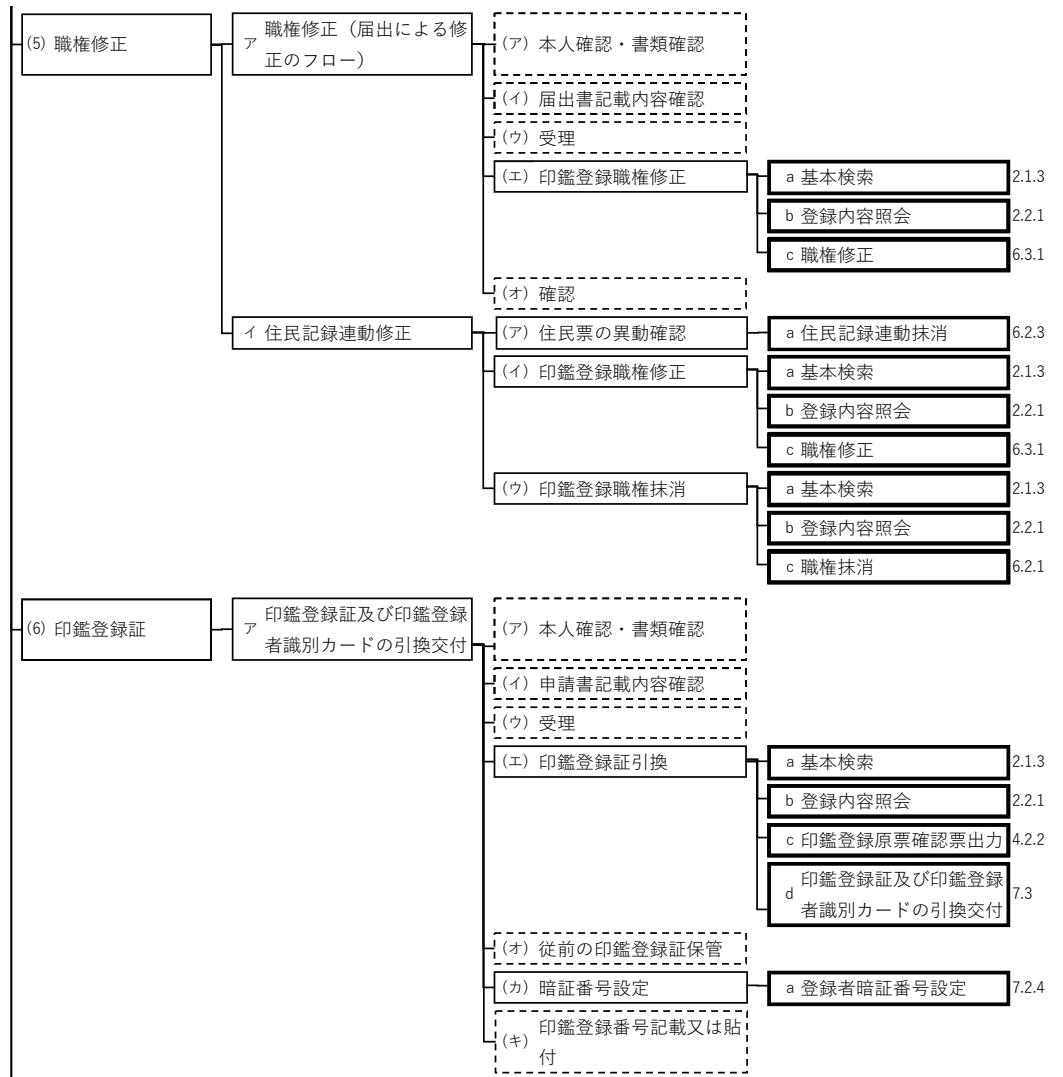 (5) 職権修正
ア 職権修正（届出による修
正のフロー）
(ア) 本人確認・書類確認
(イ) 届出書記載内容確認
(ウ) 受理
(エ) 印鑑登録職権修正
a 基本検索 2.1.3
b 登録内容照会 2.2.1
c 職権修正 6.3.1
(オ) 確認
イ 住民記録連動修正
(ア) 住民票の異動確認
a 住民記録連動抹消 6.2.3
(イ) 印鑑登録職権修正
a 基本検索 2.1.3
b 登録内容照会 2.2.1
c 職権修正 6.3.1
(ウ) 印鑑登録職権抹消
a 基本検索 2.1.3
b 登録内容照会 2.2.1
c 職権抹消 6.2.1
(6) 印鑑登録証
ア 印鑑登録証及び印鑑登録
者識別カードの引換交付
(ア) 本人確認・書類確認
(イ) 申請書記載内容確認
(ウ) 受理
(エ) 印鑑登録証引換
a 基本検索 2.1.3
b 登録内容照会 2.2.1
c 印鑑登録原票確認票出力 4.2.2
d 印鑑登録証及び印鑑登録
者識別カードの引換交付 7.3
(オ) 従前の印鑑登録証保管
(カ) 暗証番号設定
a 登録者暗証番号設定 7.2.4
(キ) 印鑑登録番号記載又は貼
付